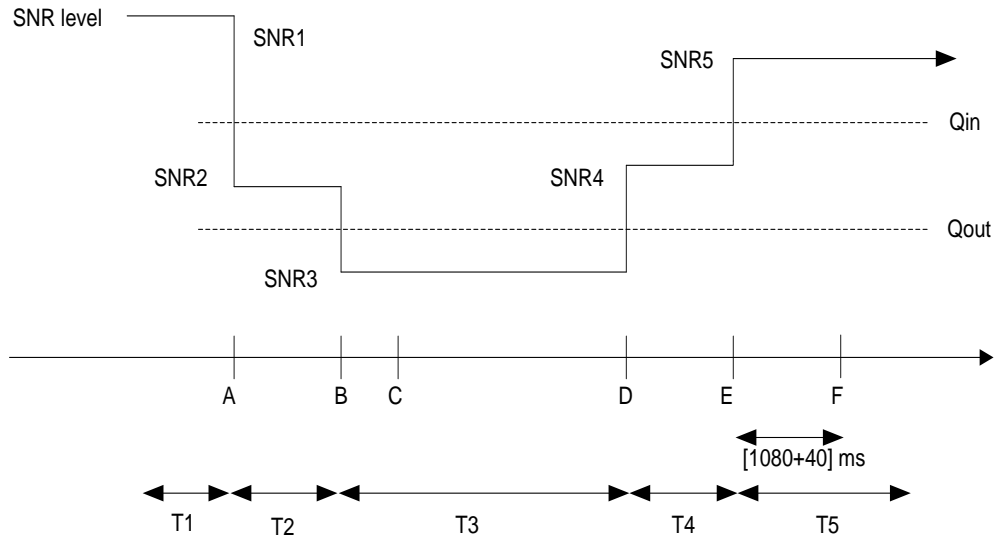 SNR level
SNR1
SNR5
Qin
SNR2
SNR4
Qout
SNR3
A B C D E F
[1080+40] ms
T1 T2 T3 T4 T5